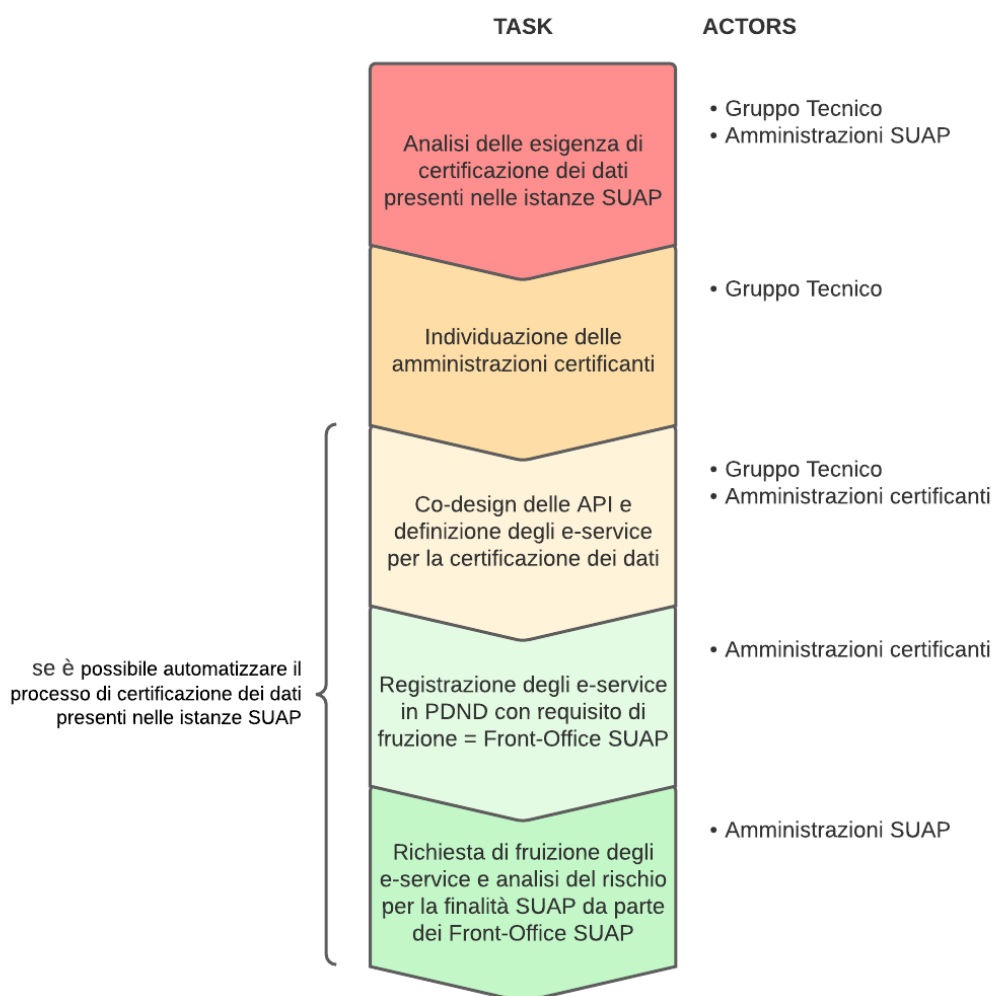 TASK
ACTORS
Analisi delle esigenza di
certificazione dei dati
presenti nelle istanze SUAP
• Gruppo Tecnico
• Amministrazioni SUAP
Individuazione delle
amministrazioni certificanti
• Gruppo Tecnico
Co-design delle API e
definizione degli e-service
per la certificazione dei dati
• Gruppo Tecnico
• Amministrazioni certificanti
se è possibile automatizzare il
processo di certificazione dei dati
presenti nelle istanze SUAP
Registrazione degli e-service
in PDND con requisito di
fruzione = Front-Office SUAP
• Amministrazioni certificanti
Richiesta di fruizione degli
e-service e analisi del rischio
per la finalità SUAP da parte
dei Front-Office SUAP
• Amministrazioni SUAP